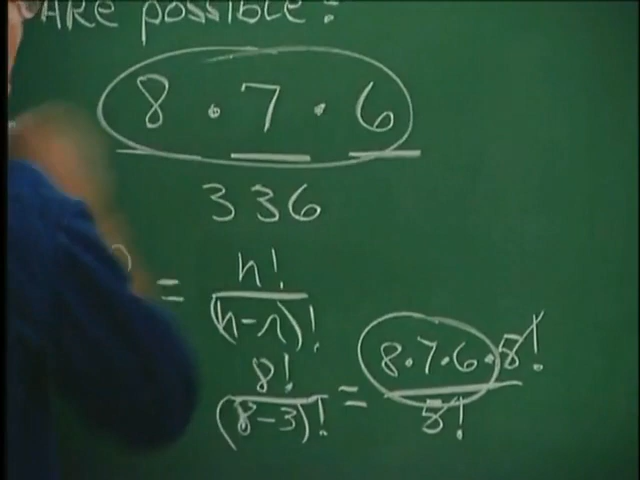 Are possible:
8 · 7 · 6
336
= n! / (n-r)!
8! / (8-3)! = 8·7·6·5! / 5!